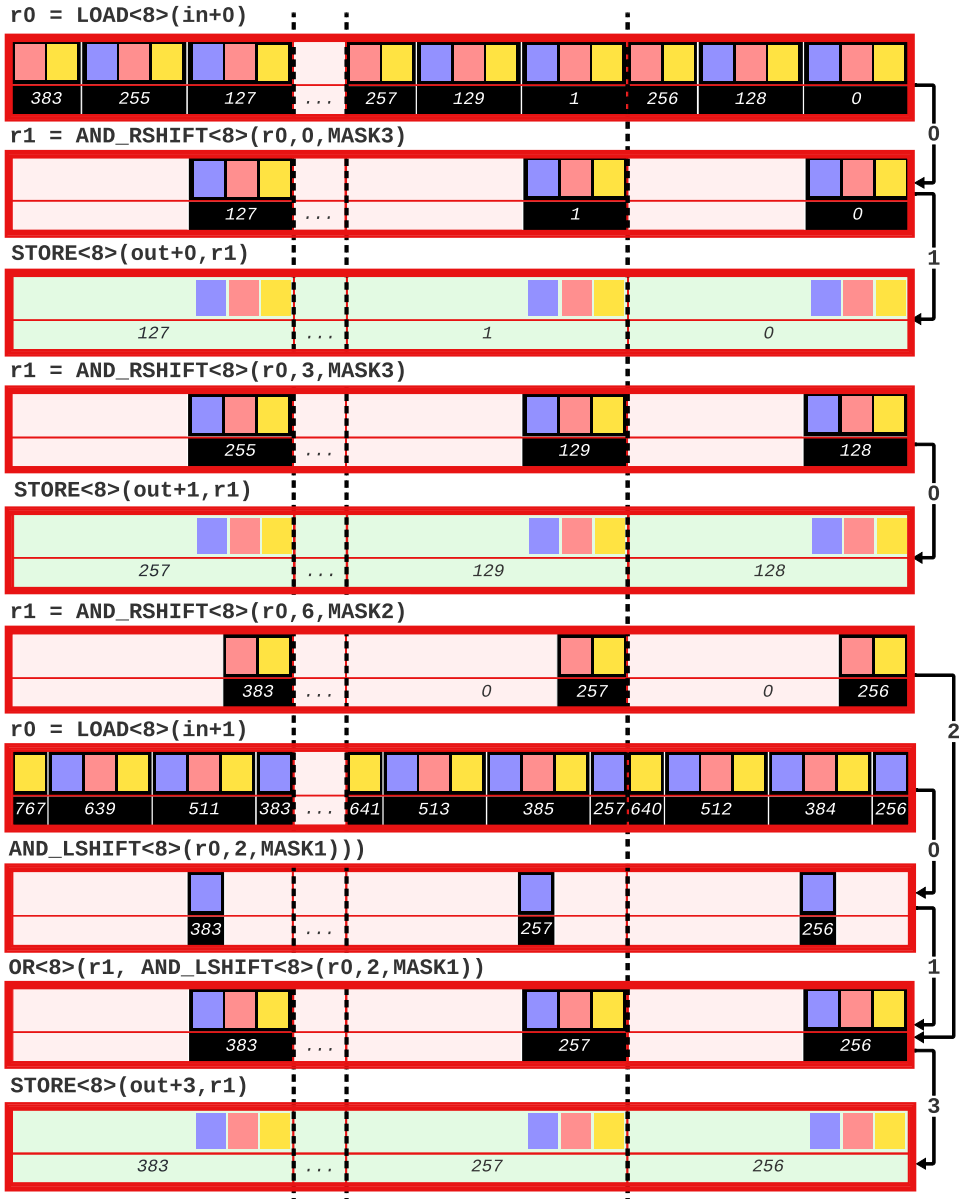 r0 = LOAD<8>(in+0)
383 255 127 ... 257 129 1 256 128 0
0
r1 = AND_RSHIFT<8>(r0,0,MASK3)
127 ... 1 0
STORE<8>(out+0,r1)
1
127 ... 1 0
r1 = AND_RSHIFT<8>(r0,3,MASK3)
255 ... 129 128
STORE<8>(out+1,r1)
0
257 ... 129 128
r1 = AND_RSHIFT<8>(r0,6,MASK2)
383 ... 0 257 0 256
r0 = LOAD<8>(in+1)
2
767 639 511 383 ... 641 513 385 257 640 512 384 256
AND_LSHIFT<8>(r0,2,MASK1)))
0
383 ... 257 256
OR<8>(r1, AND_LSHIFT<8>(r0,2,MASK1))
1
383 ... 257 256
STORE<8>(out+3,r1)
3
383 ... 257 256